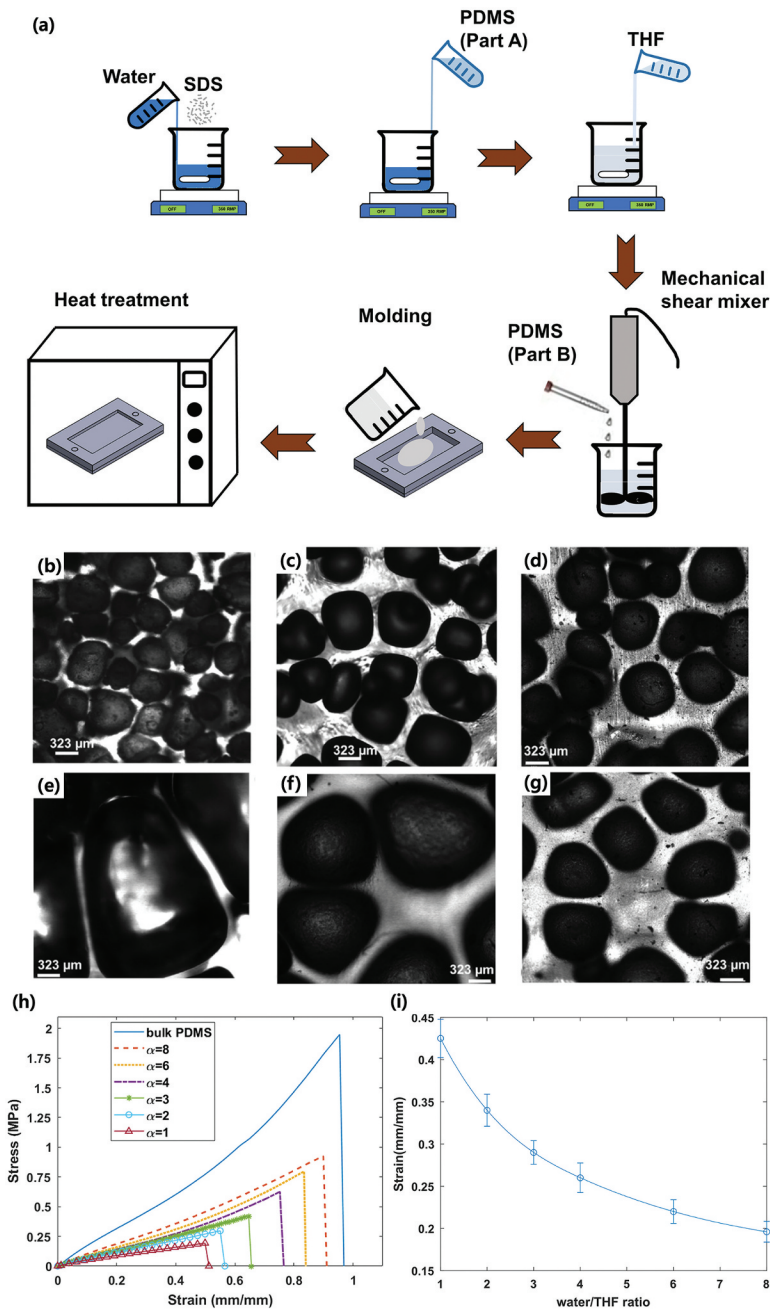 (a)
Water
SDS
PDMS
(Part A)
THF
OFF
350 RMP
OFF
350 RMP
OFF
350 RMP
Heat treatment
Molding
PDMS
(Part B)
Mechanical
shear mixer
(b)
323 µm
(c)
323 µm
(d)
323 µm
(e)
323 µm
(f)
323 µm
(g)
323 µm
(h)
Stress (MPa)
2
1.75
1.5
1.25
1
0.75
0.5
0.25
0
bulk PDMS
α=8
α=6
α=4
α=3
α=2
α=1
0 0.2 0.4 0.6 0.8 1
Strain (mm/mm)
(i)
Strain(mm/mm)
0.45
0.4
0.35
0.3
0.25
0.2
0.15
1 2 3 4 5 6 7 8
water/THF ratio